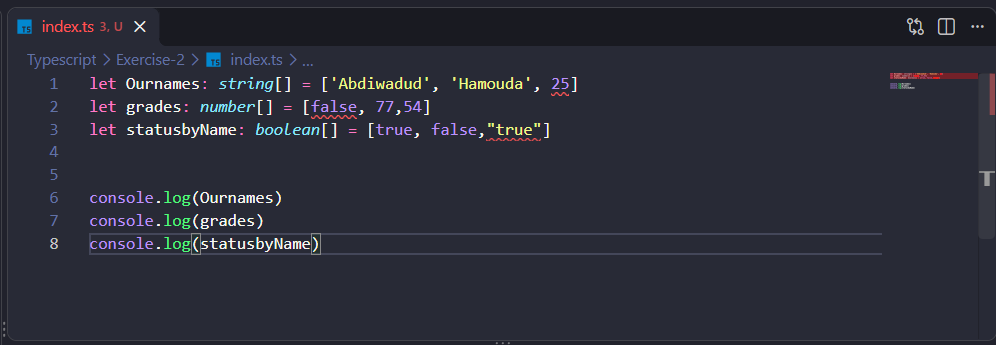 TS index.ts 3, U
Typescript > Exercise-2 > TS index.ts > ...
1 let Ournames: string[] = ['Abdiwadud', 'Hamouda', 25]
2 let grades: number[] = [false, 77,54]
3 let statusbyName: boolean[] = [true, false,"true"]
4
5
6 console.log(Ournames)
7 console.log(grades)
8 console.log(statusbyName)